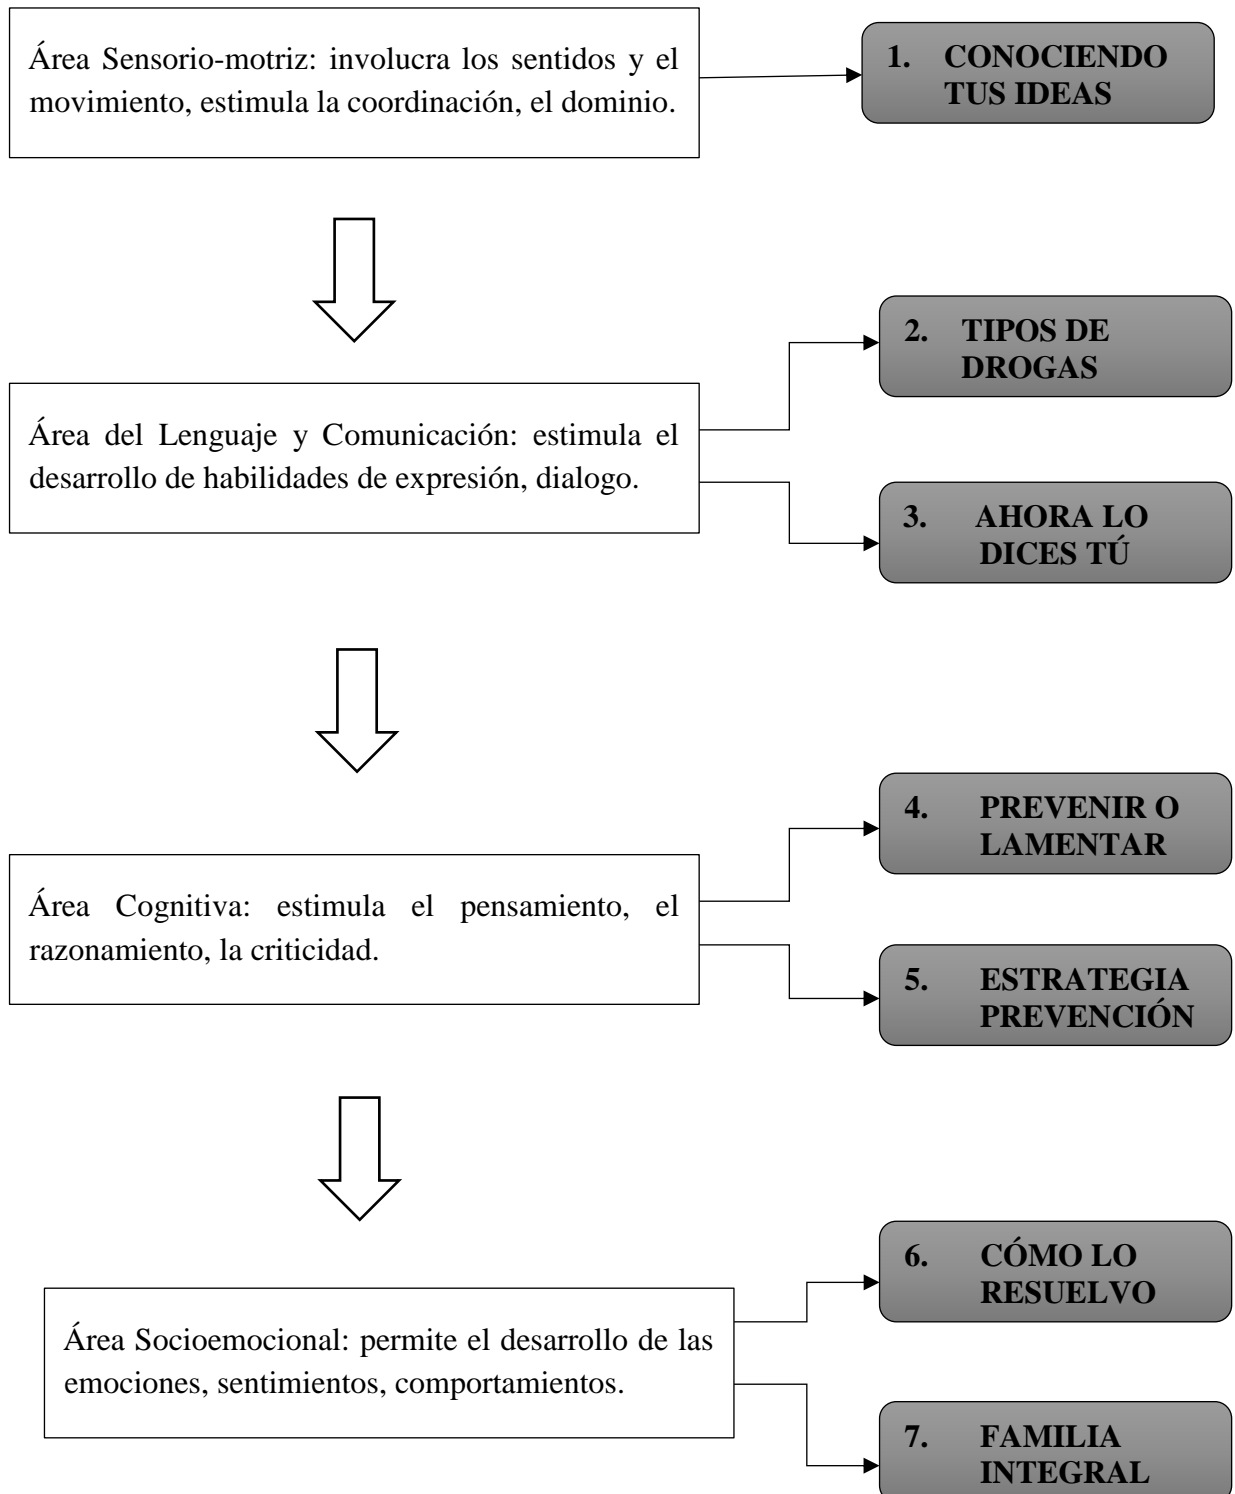 Área Sensorio-motriz: involucra los sentidos y el
movimiento, estimula la coordinación, el dominio.
1. CONOCIENDO
TUS IDEAS
2. TIPOS DE
DROGAS
Área del Lenguaje y Comunicación: estimula el
desarrollo de habilidades de expresión, dialogo.
3. AHORA LO
DICES TÚ
4. PREVENIR O
LAMENTAR
Área Cognitiva: estimula el pensamiento, el
razonamiento, la criticidad.
5. ESTRATEGIA
PREVENCIÓN
6. CÓMO LO
RESUELVO
Área Socioemocional: permite el desarrollo de las
emociones, sentimientos, comportamientos.
7. FAMILIA
INTEGRAL